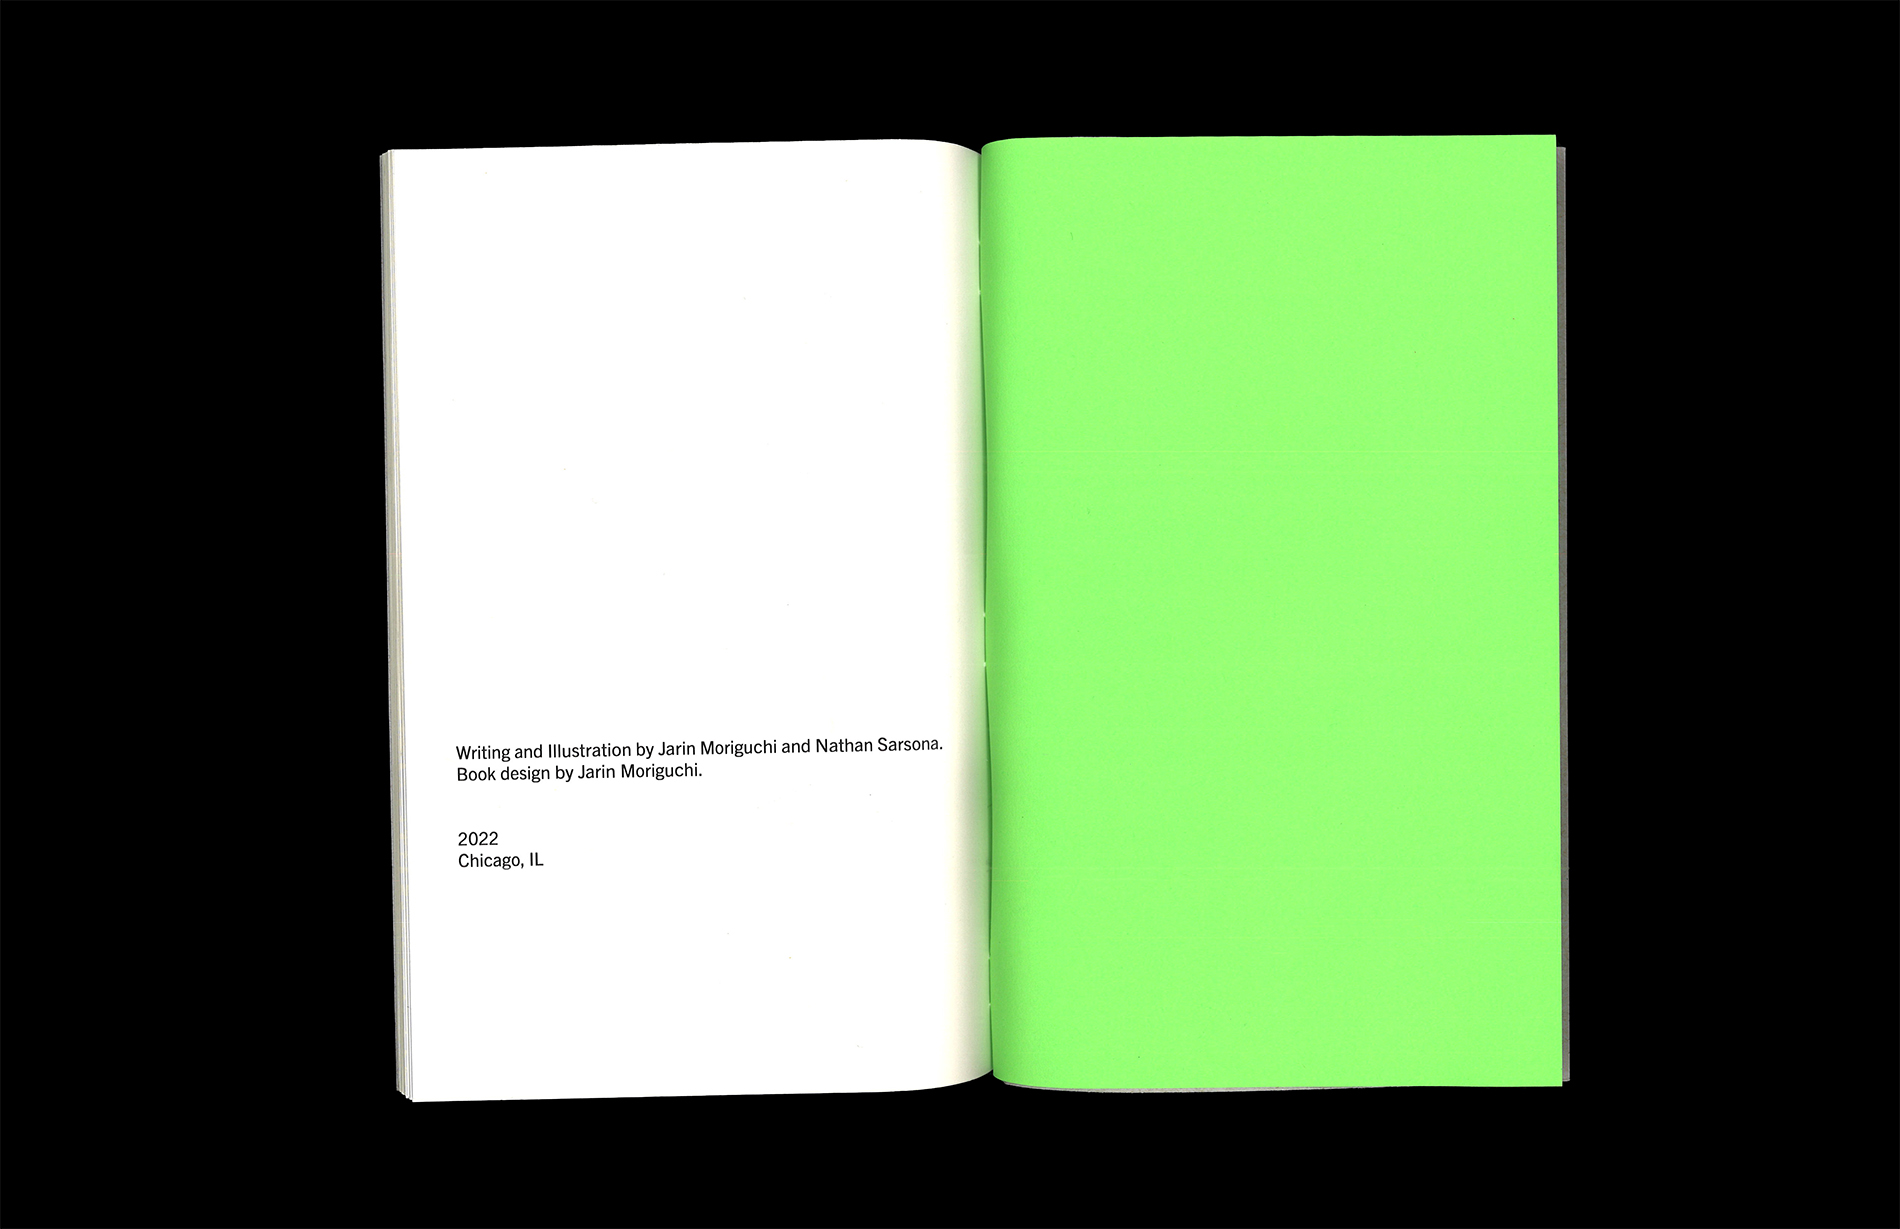 Writing and Illustration by Jarin Moriguchi and Nathan Sarsona.
Book design by Jarin Moriguchi.
2022
Chicago, IL